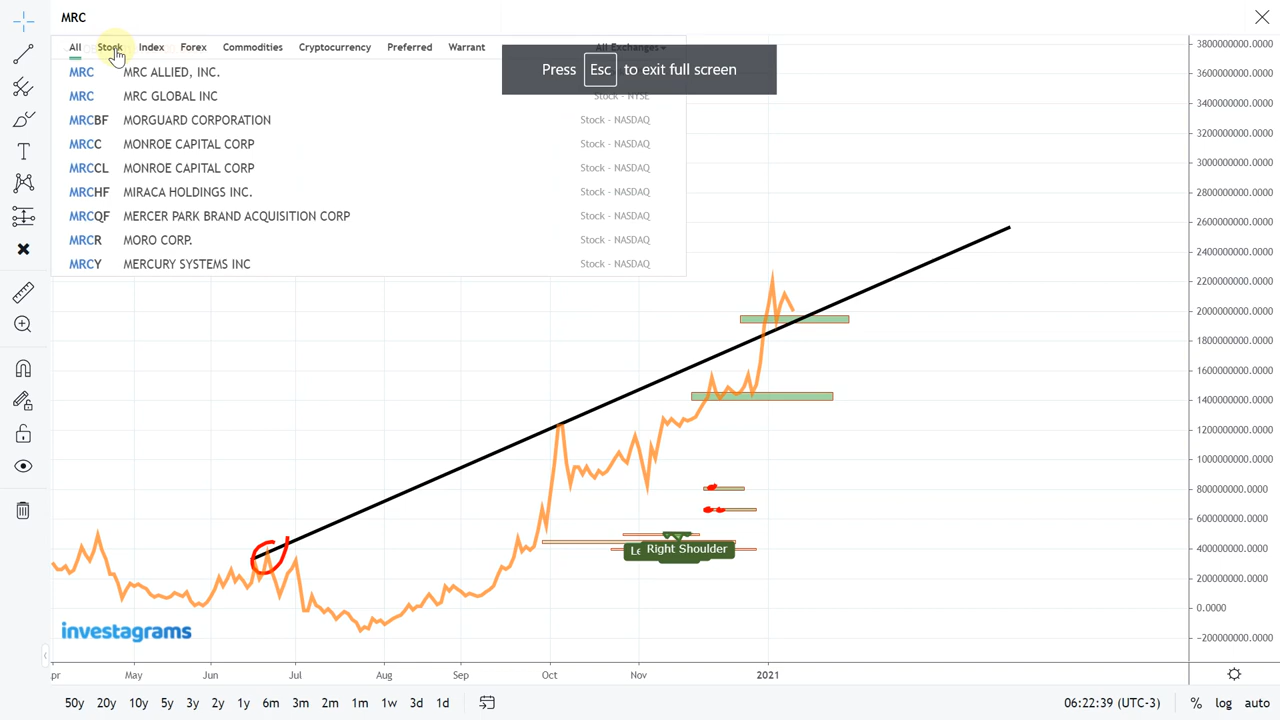 MRC
All Stock Index Forex Commodities Cryptocurrency Preferred Warrant All Exchanges
Press Esc to exit full screen
MRC MRC ALLIED, INC.
MRC MRC GLOBAL INC Stock - NYSE
MRCBF MORGUARD CORPORATION Stock - NASDAQ
MRCC MONROE CAPITAL CORP Stock - NASDAQ
MRCCL MONROE CAPITAL CORP Stock - NASDAQ
MRCHF MIRACA HOLDINGS INC. Stock - NASDAQ
MRCQF MERCER PARK BRAND ACQUISITION CORP Stock - NASDAQ
MRCR MORO CORP. Stock - NASDAQ
MRCY MERCURY SYSTEMS INC Stock - NASDAQ
3800000000.0000
3600000000.0000
3400000000.0000
3200000000.0000
3000000000.0000
2800000000.0000
2600000000.0000
2400000000.0000
2200000000.0000
2000000000.0000
1800000000.0000
1600000000.0000
1400000000.0000
1200000000.0000
1000000000.0000
800000000.0000
600000000.0000
400000000.0000
200000000.0000
0.0000
-200000000.0000
Le Right Shoulder
investagrams
pr May Jun Jul Aug Sep Oct Nov 2021
50y 20y 10y 5y 3y 2y 1y 6m 3m 2m 1m 1w 3d 1d 06:22:39 (UTC-3) % log auto